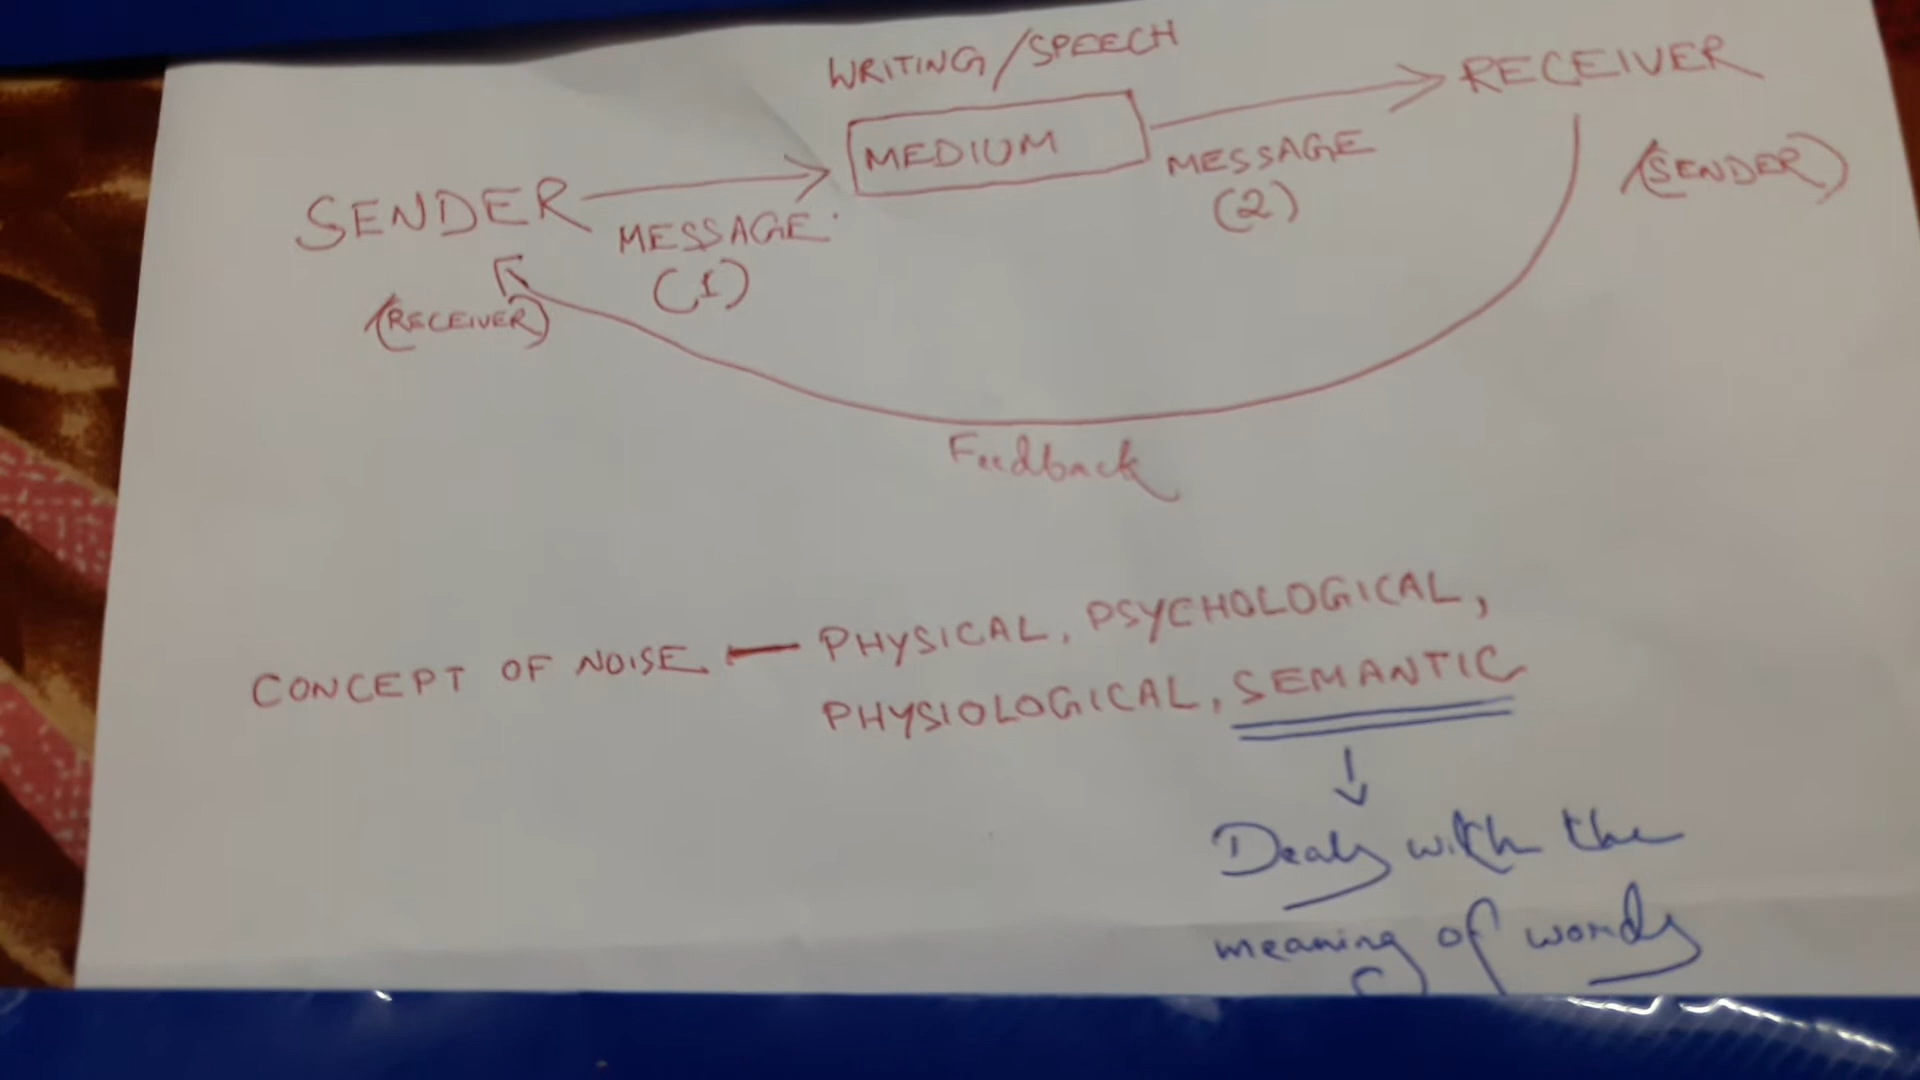 WRITING/SPEECH
SENDER
MESSAGE
(1)
(RECEIVER)
MEDIUM
MESSAGE
(2)
RECEIVER
(SENDER)
Feedback
CONCEPT OF NOISE — PHYSICAL, PSYCHOLOGICAL,
PHYSIOLOGICAL, SEMANTIC
↓
Deals with the
meaning of words